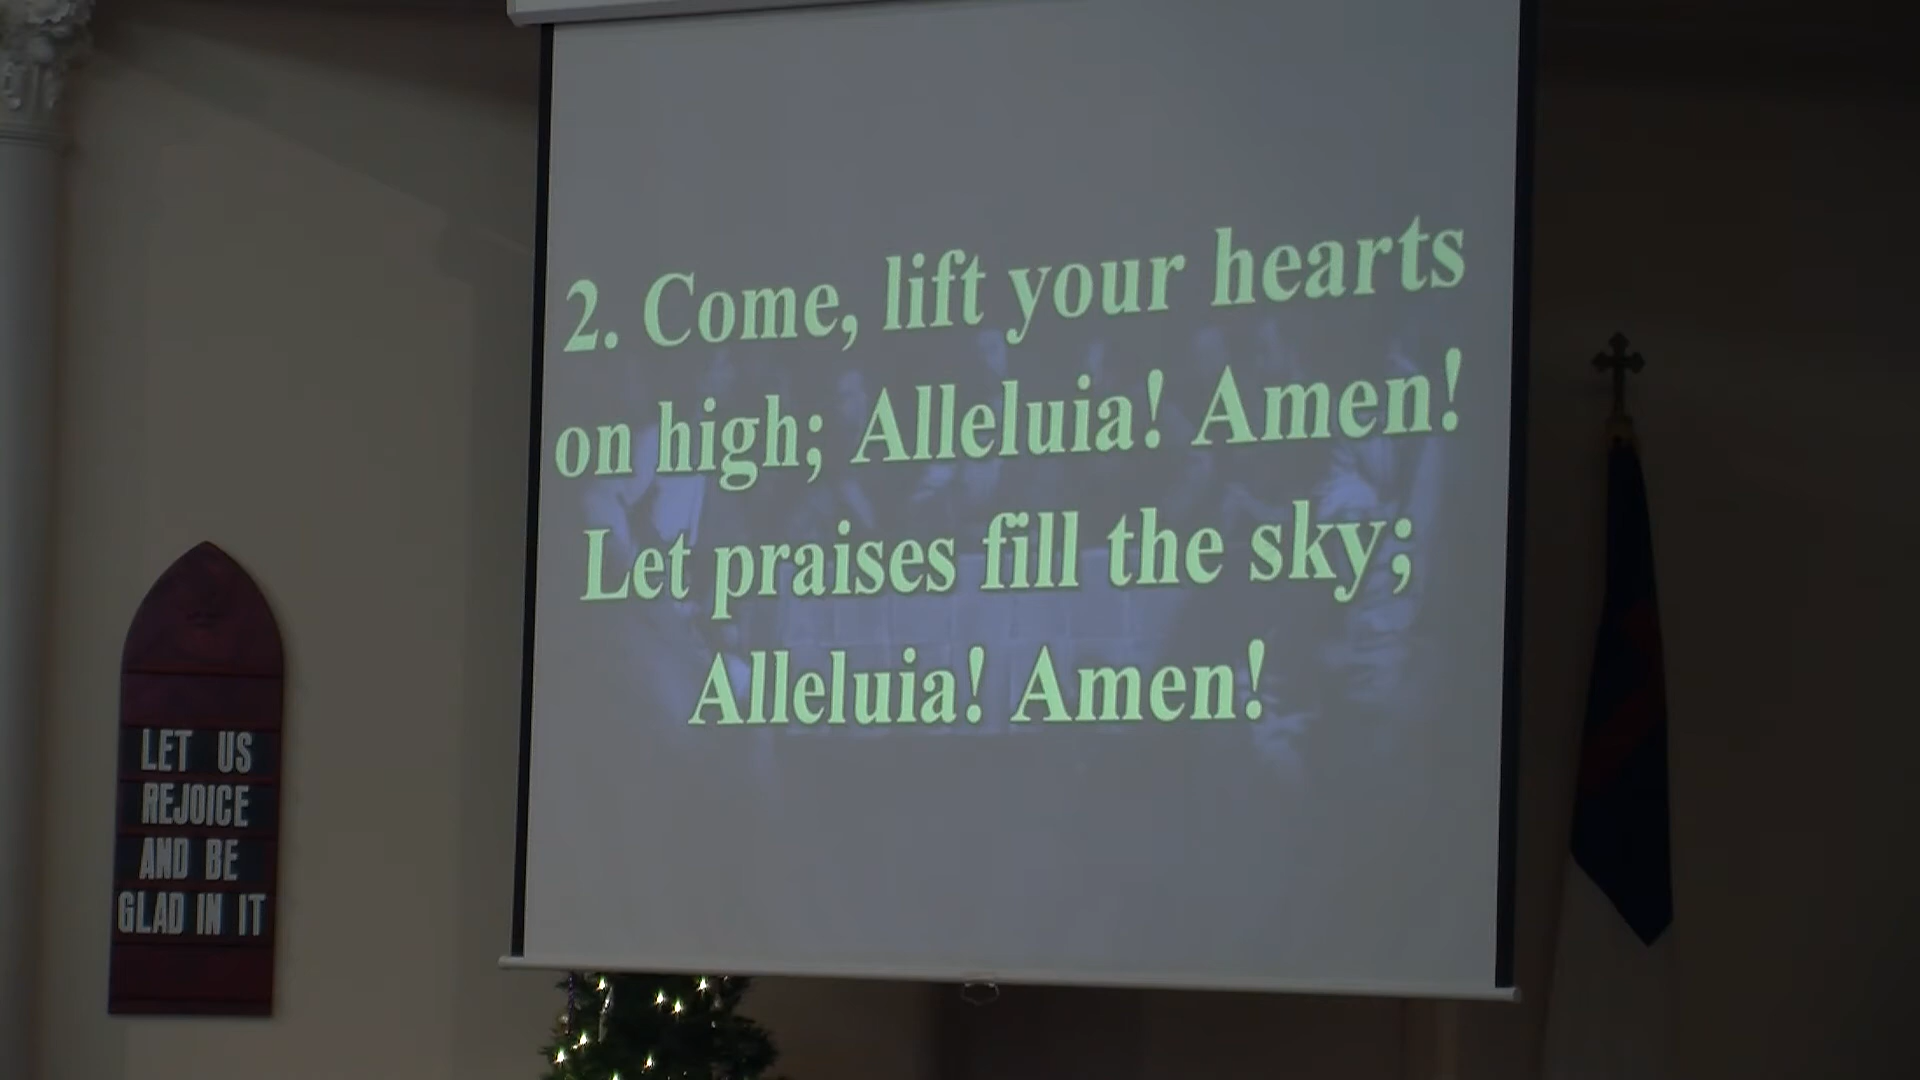 2. Come, lift your hearts
on high; Alleluia! Amen!
Let praises fill the sky;
Alleluia! Amen!
LET US
REJOICE
AND BE
GLAD IN IT